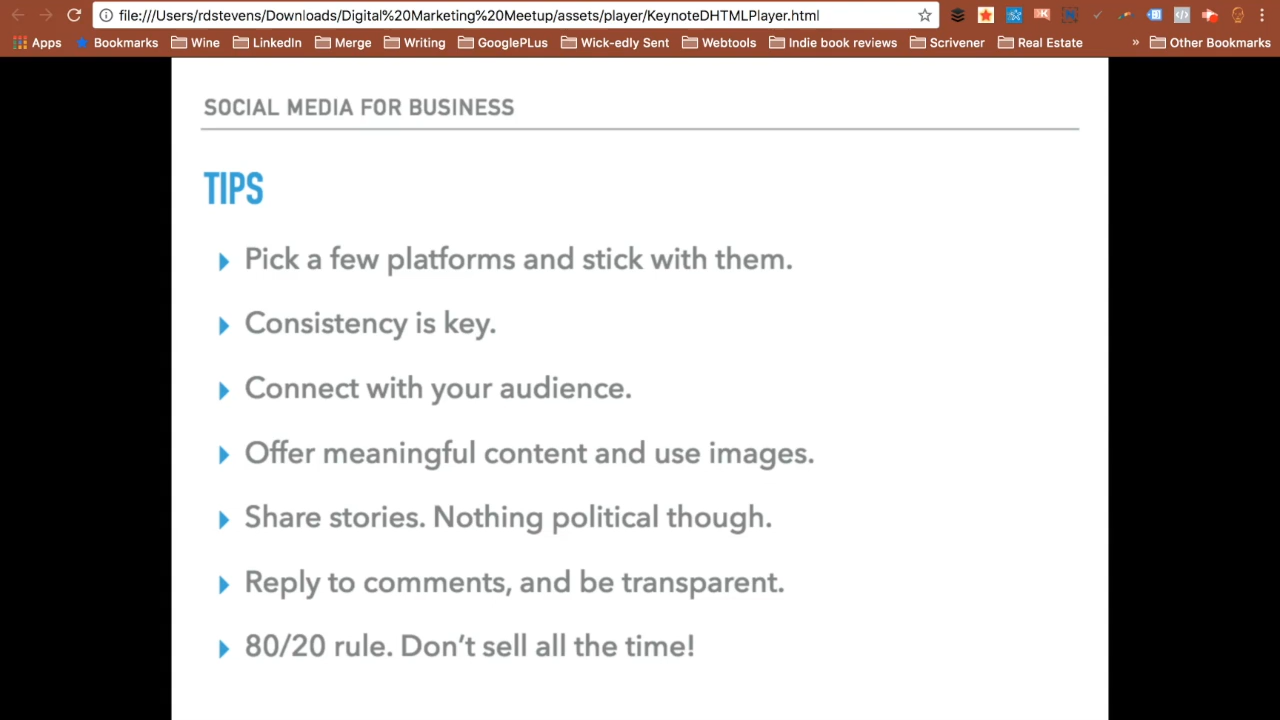 file:///Users/rdstevens/Downloads/Digital%20Marketing%20Meetup/assets/player/KeynoteDHTMLPlayer.html
Apps Bookmarks Wine LinkedIn Merge Writing GooglePLus Wick-edly Sent Webtools Indie book reviews Scrivener Real Estate » Other Bookmarks
SOCIAL MEDIA FOR BUSINESS
TIPS
Pick a few platforms and stick with them.
Consistency is key.
Connect with your audience.
Offer meaningful content and use images.
Share stories. Nothing political though.
Reply to comments, and be transparent.
80/20 rule. Don’t sell all the time!